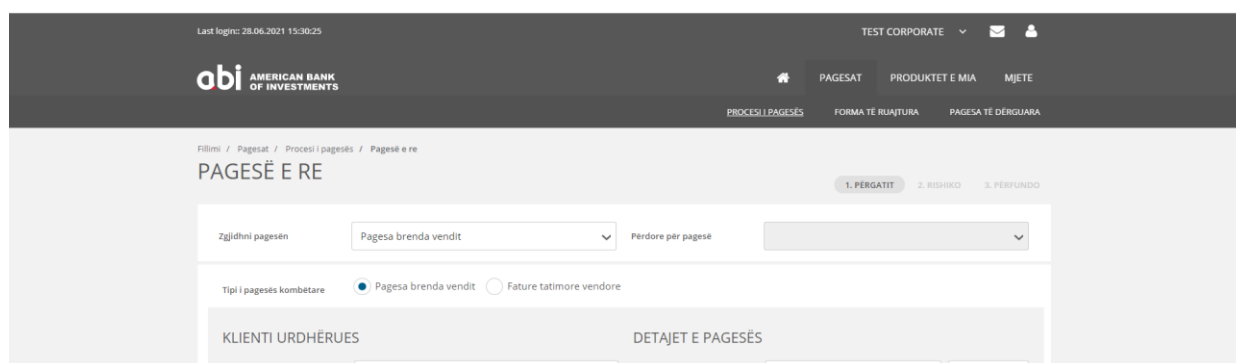 Last login:: 28.06.2021 15:30:25
TEST CORPORATE
abi AMERICAN BANK
OF INVESTMENTS
PAGESAT PRODUKTET E MIA MJETE
PROCESI I PAGESËS FORMA TË RUAJTURA PAGESA TË DËRGUARA
Fillimi / Pagesat / Procesi i pagesës / Pagesë e re
PAGESË E RE
1. PËRGATIT 2. RISHIKO 3. PËRFUNDO
Zgjidhni pagesën Pagesa brenda vendit Përdore për pagesë
Tipi i pagesës kombëtare Pagesa brenda vendit Fature tatimore vendore
KLIENTI URDHËRUES DETAJET E PAGESËS